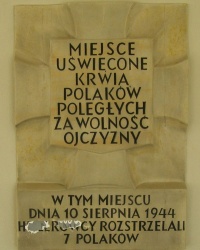 MIEJSCE
UŚWIĘCONE
KRWIĄ
POLAKÓW
POLEGŁYCH
ZA WOLNOŚĆ
OJCZYZNY
W TYM MIEJSCU
DNIA 10 SIERPNIA 1944
ROZSTRZELALI
7 POLAKÓW